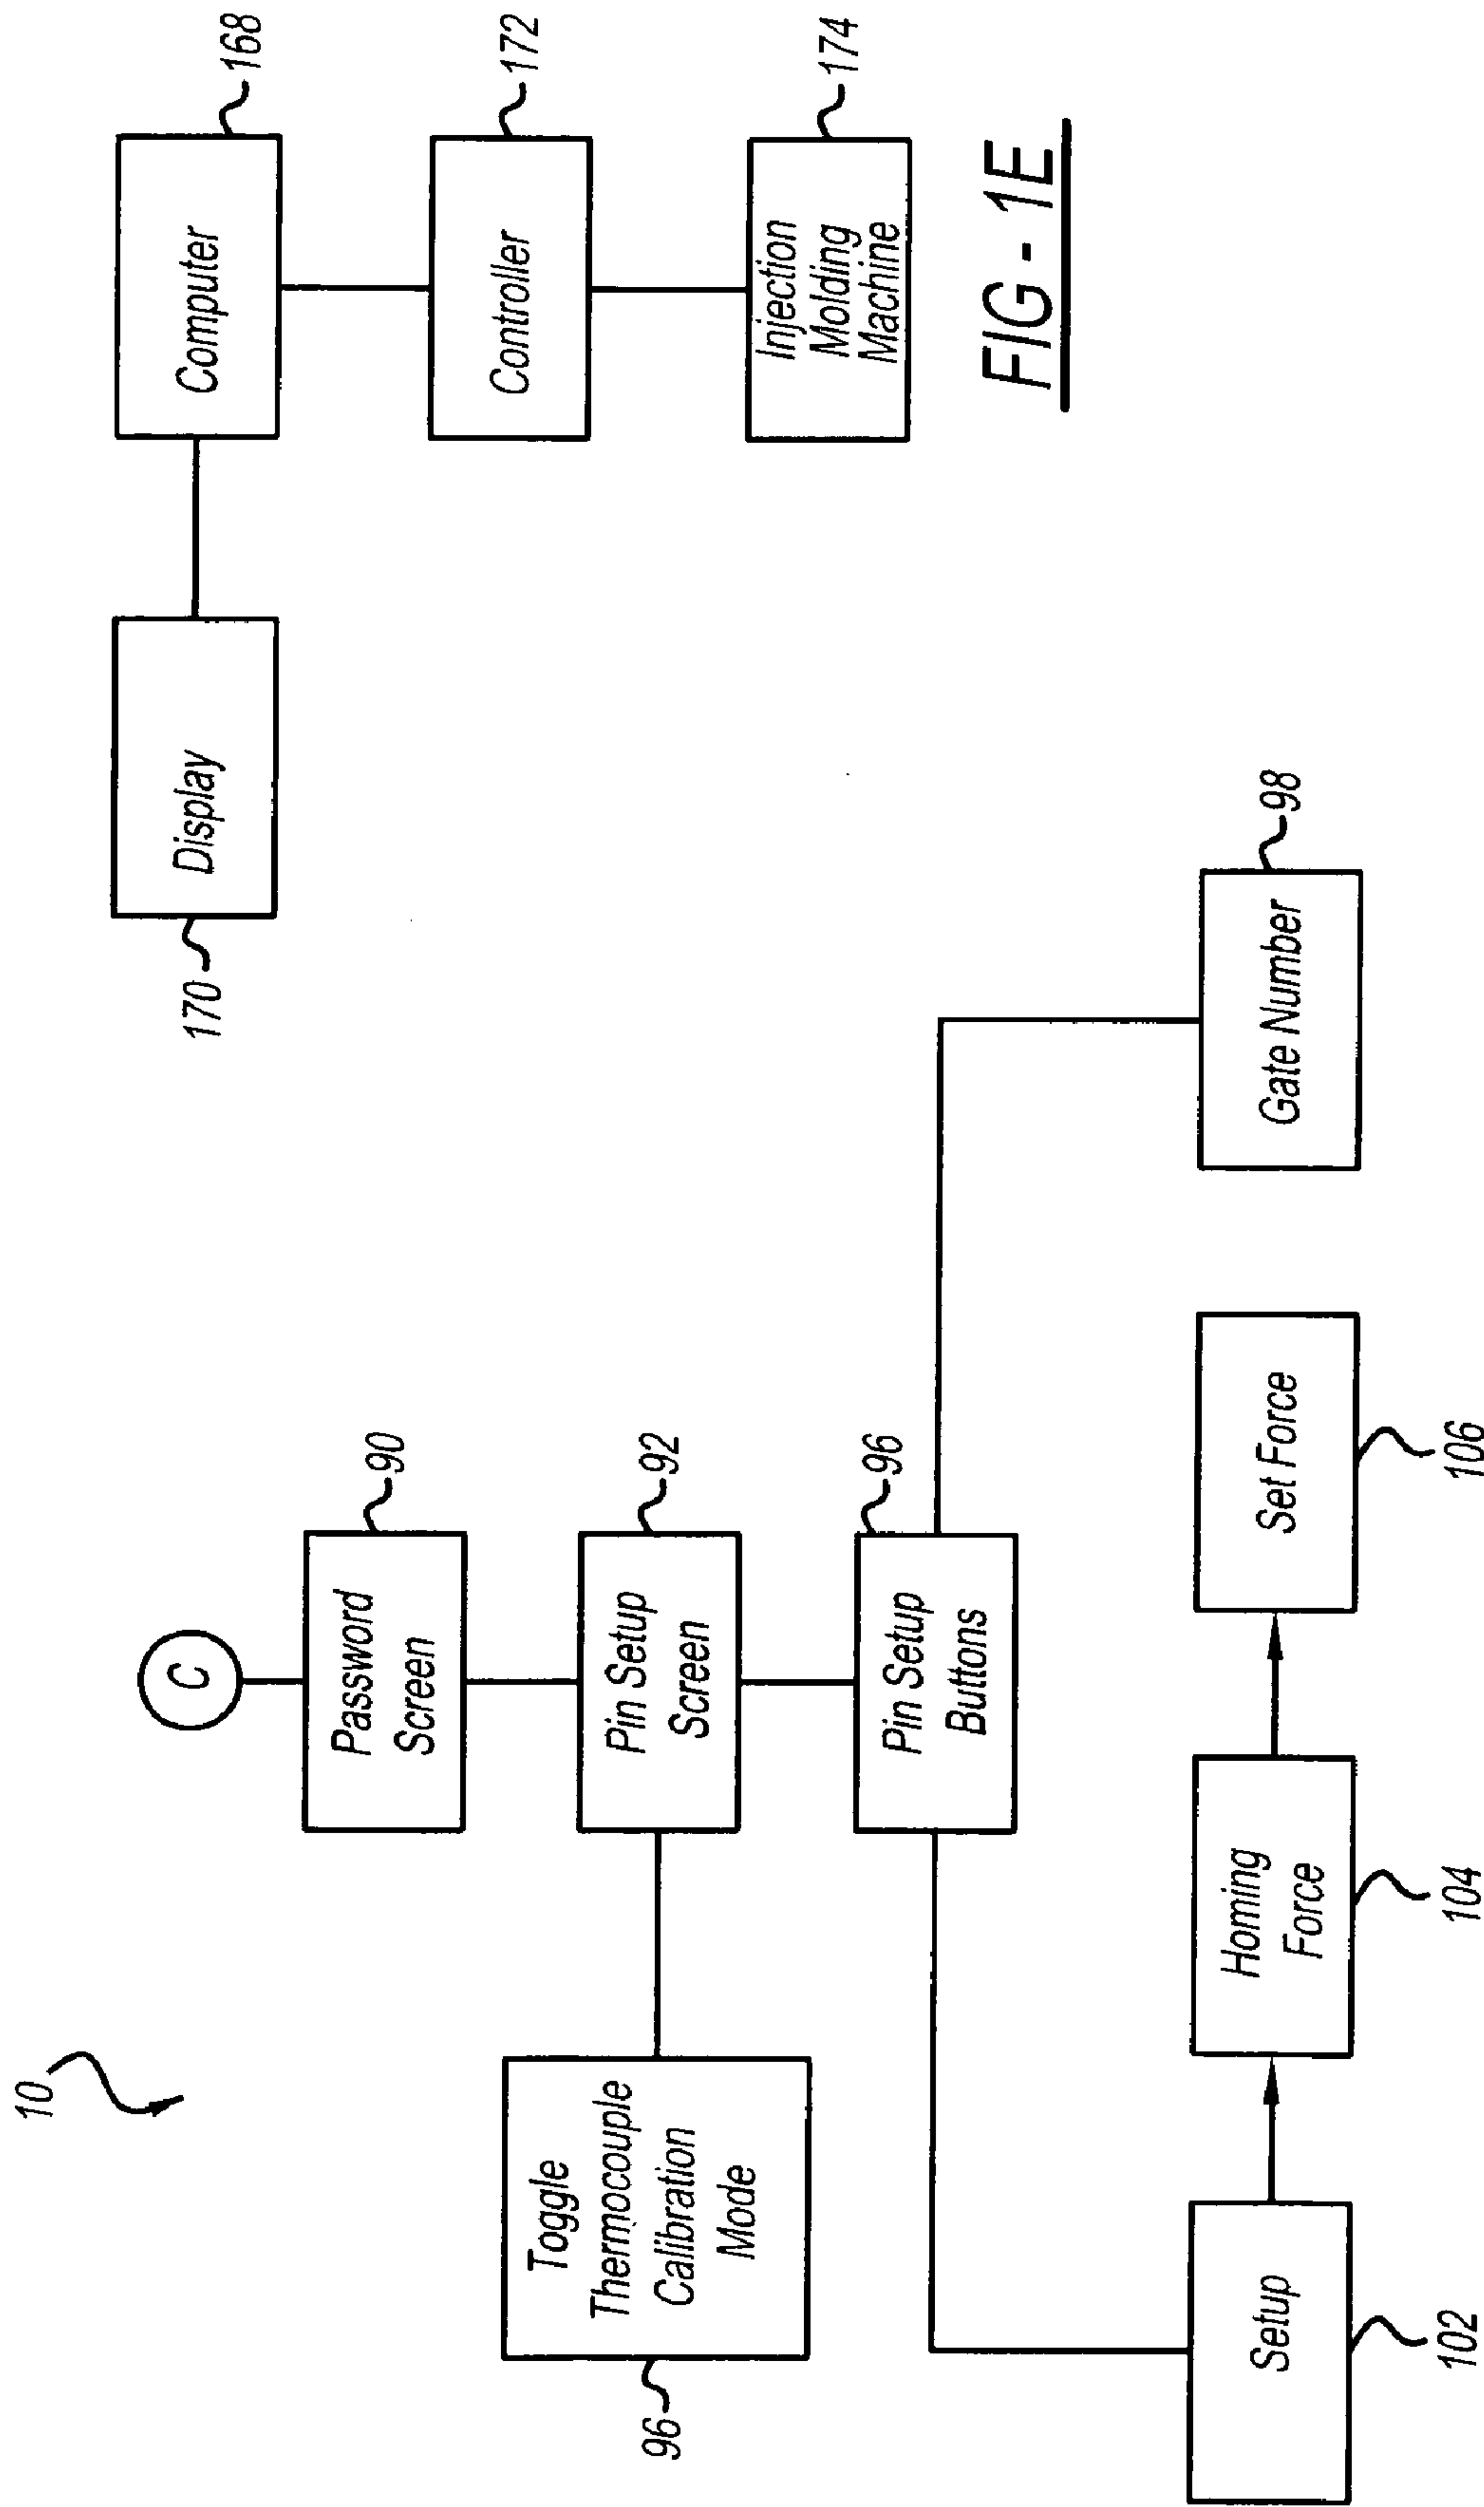 10
C
Password
Screen
90
Toggle
Thermocouple
Calibration
Mode
96
Pin Setup
Screen
92
Pin Setup
Buttons
96
Setup
102
Homing
Force
104
Set Force
106
Gate Number
98
170
Display
Computer
168
Controller
172
Injection
Molding
Machine
174
FIG - 1E